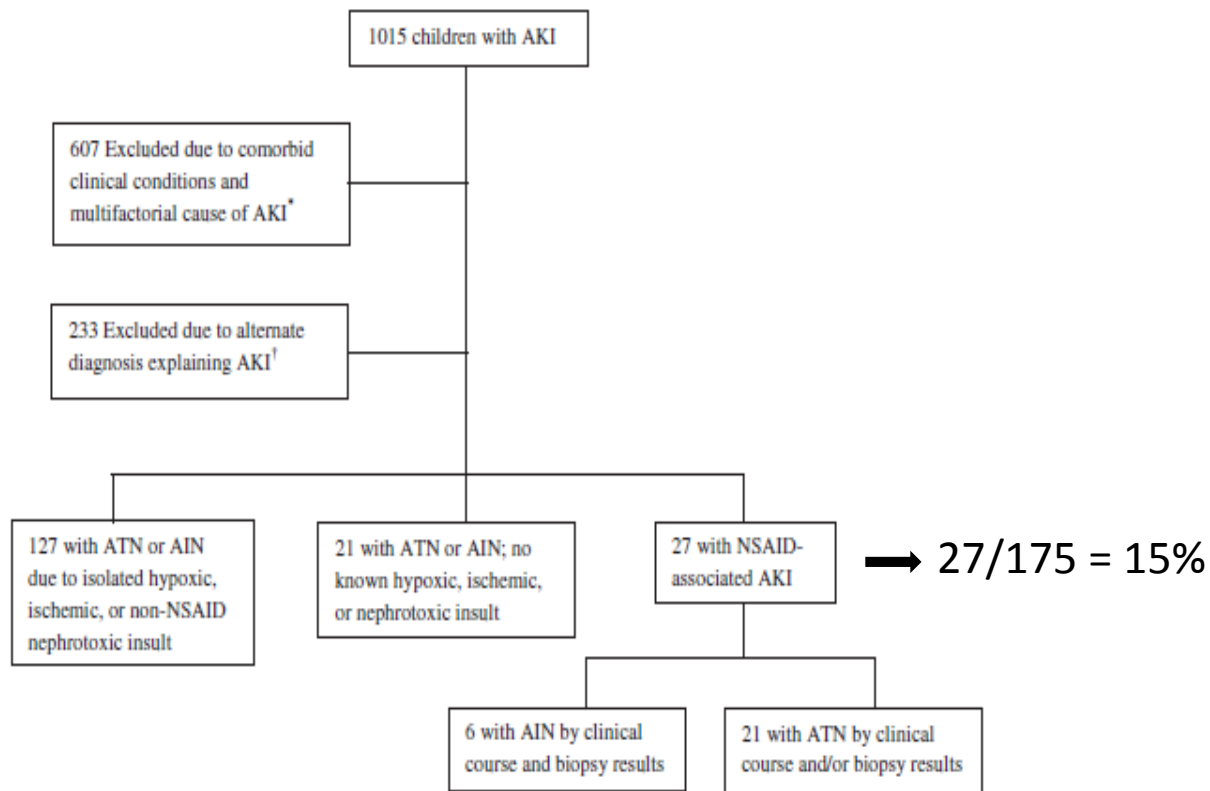 1015 children with AKI
607 Excluded due to comorbid
clinical conditions and
multifactorial cause of AKI*
233 Excluded due to alternate
diagnosis explaining AKI†
127 with ATN or AIN
due to isolated hypoxic,
ischemic, or non-NSAID
nephrotoxic insult
21 with ATN or AIN; no
known hypoxic, ischemic,
or nephrotoxic insult
27 with NSAID-
associated AKI
27/175 = 15%
6 with AIN by clinical
course and biopsy results
21 with ATN by clinical
course and/or biopsy results